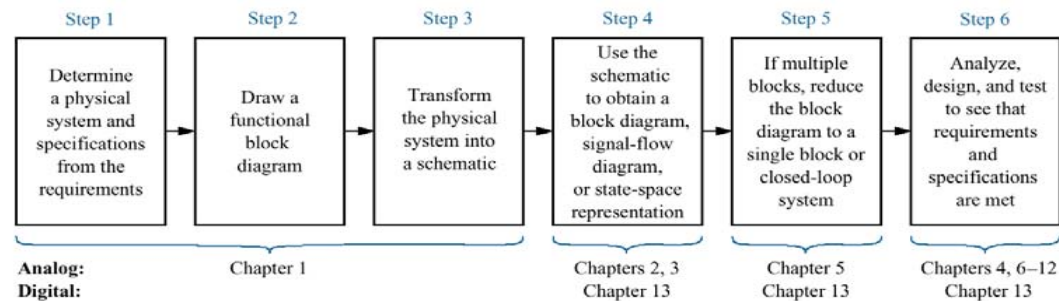 Step 1
Step 2
Step 3
Step 4
Step 5
Step 6
Determine
a physical
system and
specifications
from the
requirements
Draw a
functional
block
diagram
Transform
the physical
system into
a schematic
Use the
schematic
to obtain a
block diagram,
signal-flow
diagram,
or state-space
representation
If multiple
blocks, reduce
the block
diagram to a
single block or
closed-loop
system
Analyze,
design, and test
to see that
requirements
and
specifications
are met
Analog:
Chapter 1
Chapters 2, 3
Chapter 5
Chapters 4, 6–12
Digital:
Chapter 13
Chapter 13
Chapter 13